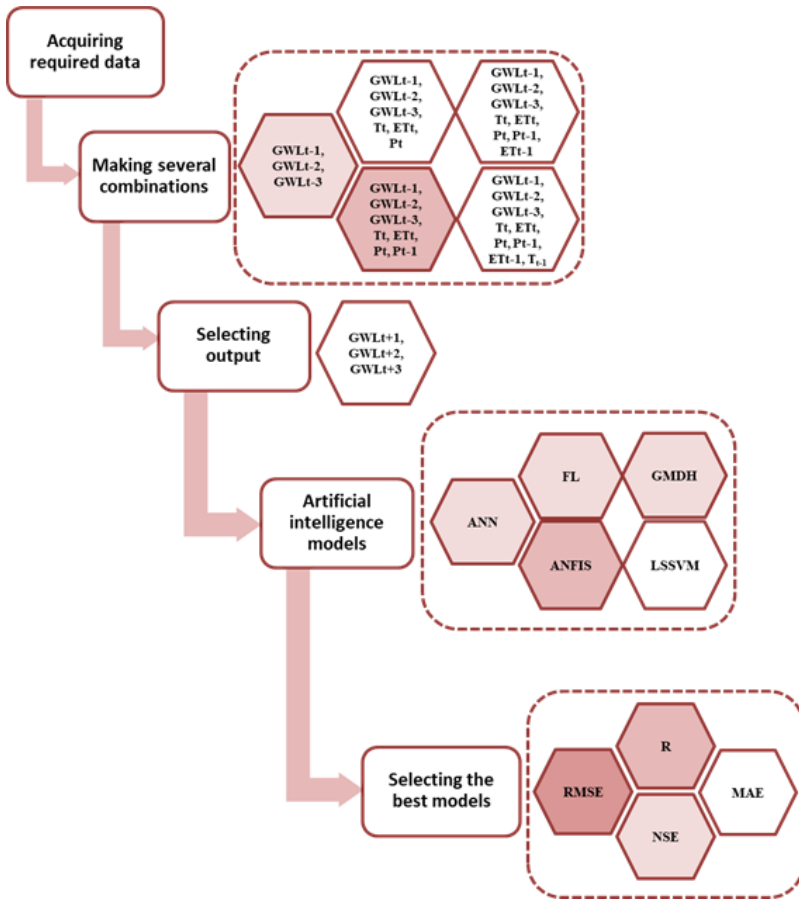 Acquiring
required data
Making several
combinations
GWLt-1,
GWLt-2,
GWLt-3
GWLt-1,
GWLt-2,
GWLt-3,
Tt, ETt,
Pt
GWLt-1,
GWLt-2,
GWLt-3,
Tt, ETt,
Pt, Pt-1
GWLt-1,
GWLt-2,
GWLt-3,
Tt, ETt,
Pt, Pt-1,
ETt-1
GWLt-1,
GWLt-2,
GWLt-3,
Tt, ETt,
Pt, Pt-1,
ETt-1, Tt-1
Selecting
output
GWLt+1,
GWLt+2,
GWLt+3
Artificial
intelligence
models
ANN
FL
ANFIS
GMDH
LSSVM
Selecting the
best models
RMSE
R
NSE
MAE